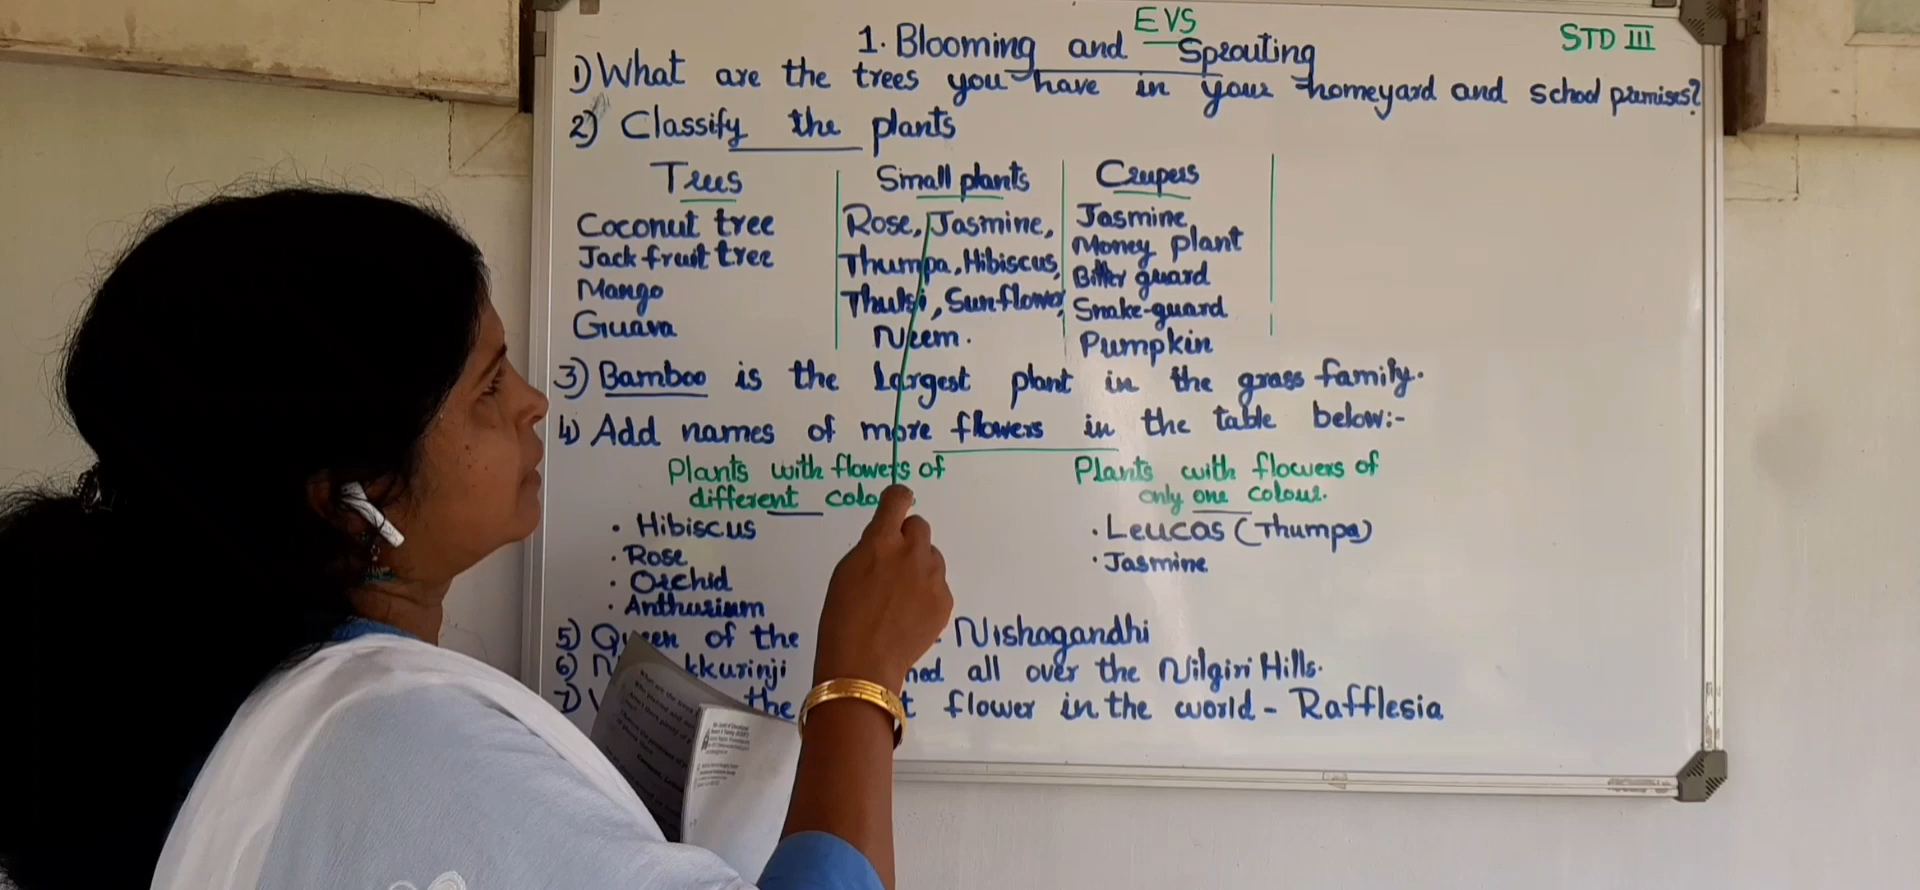 EVS
STD III
1. Blooming and Sprouting
1) What are the trees you have in your homeyard and school premises?
2) Classify the plants
Trees
Small plants
Creepers
Coconut tree
Jack fruit tree
Mango
Guava
Rose, Jasmine,
Thumpa, Hibiscus,
Thulsi, Sunflower,
Neem.
Jasmine,
Money plant
Bitter guard
Snake-guard
Pumpkin
3) Bamboo is the largest plant in the grass family.
4) Add names of more flowers in the table below:-
Plants with flowers of
different
Plants with flowers of
only one colour.
• Hibiscus
• Rose
• Orchid
• Anthurium
• Leucas (Thumpa)
• Jasmine
5) Queen of the Nishagandhi
6) all over the Nilgiri Hills.
7) the flower in the world - Rafflesia